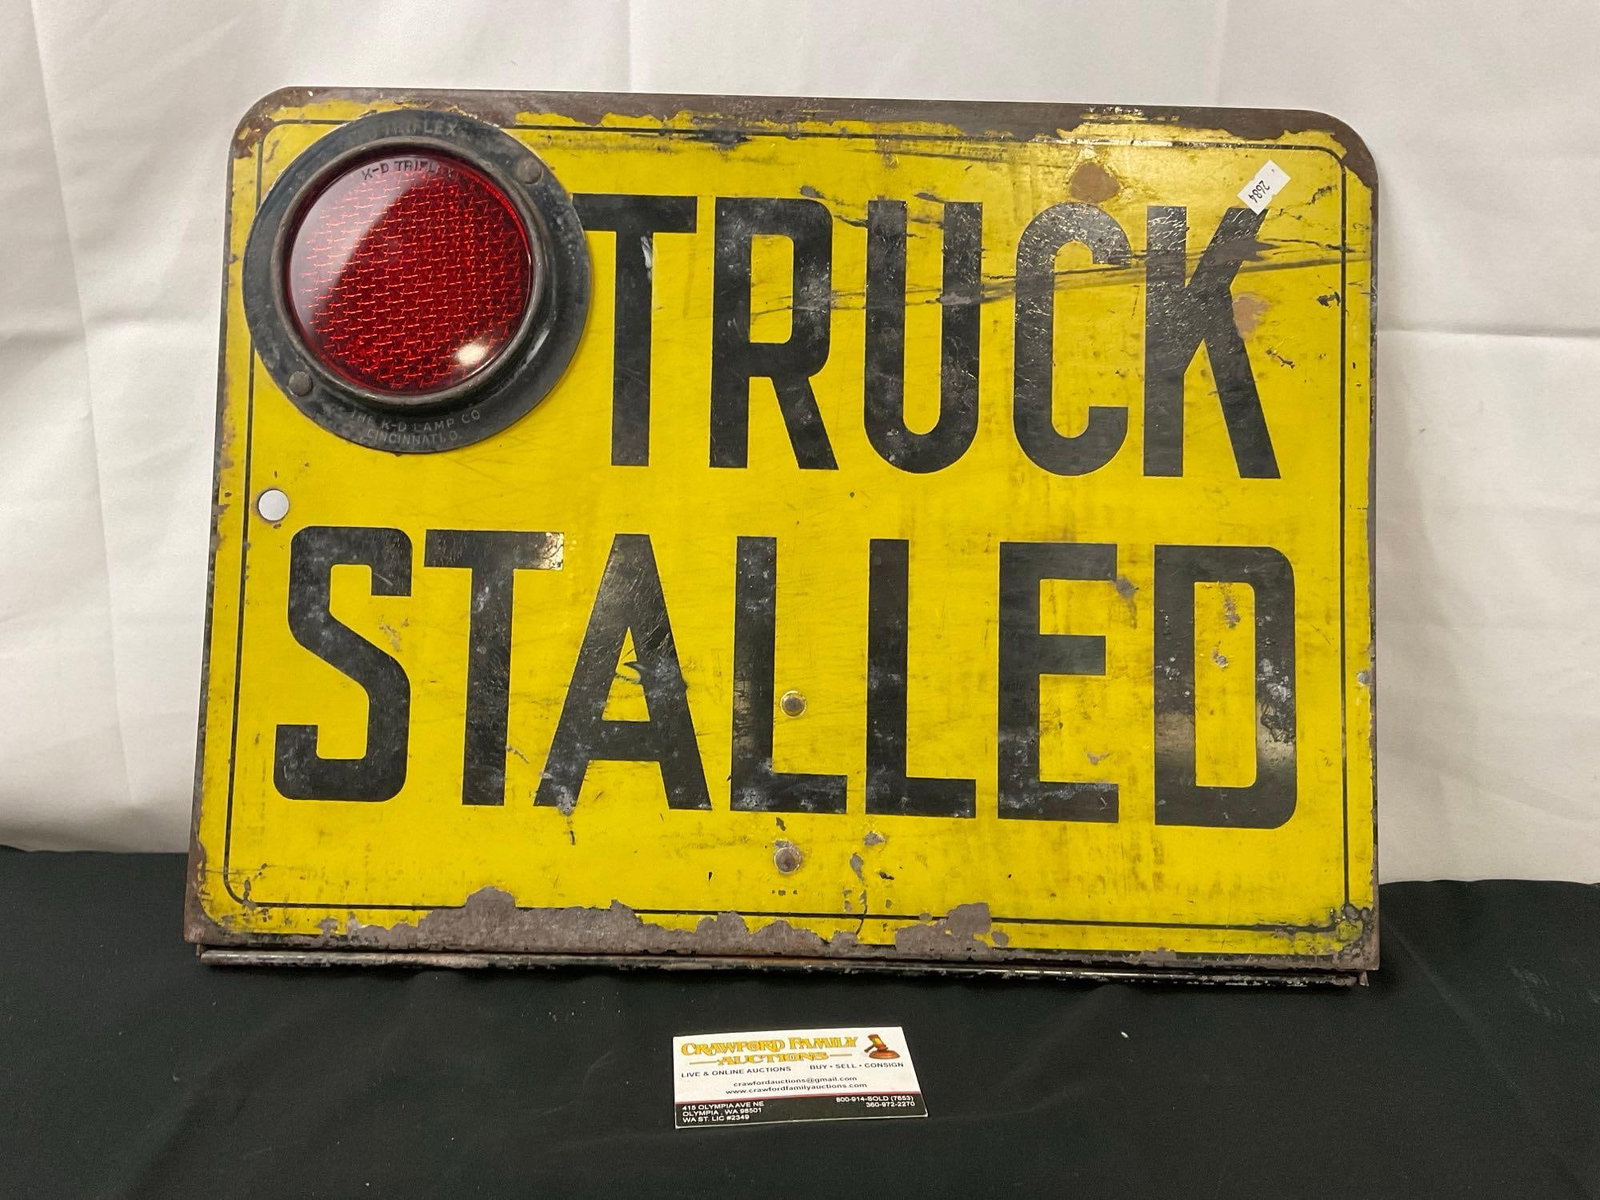 TRIFLEX
K-D TRIFLEX
THE K-D LAMP CO
CINCINNATI, O.
2684
TRUCK
STALLED
CRAWFORD FAMILY
AUCTIONS
LIVE & ONLINE AUCTIONS BUY • SELL • CONSIGN
crawfordauctions@gmail.com
www.crawfordfamilyauctions.com
415 OLYMPIA AVE NE 800-914-SOLD (7653)
OLYMPIA, WA 98501 360-972-2270
WA ST. LIC #2349